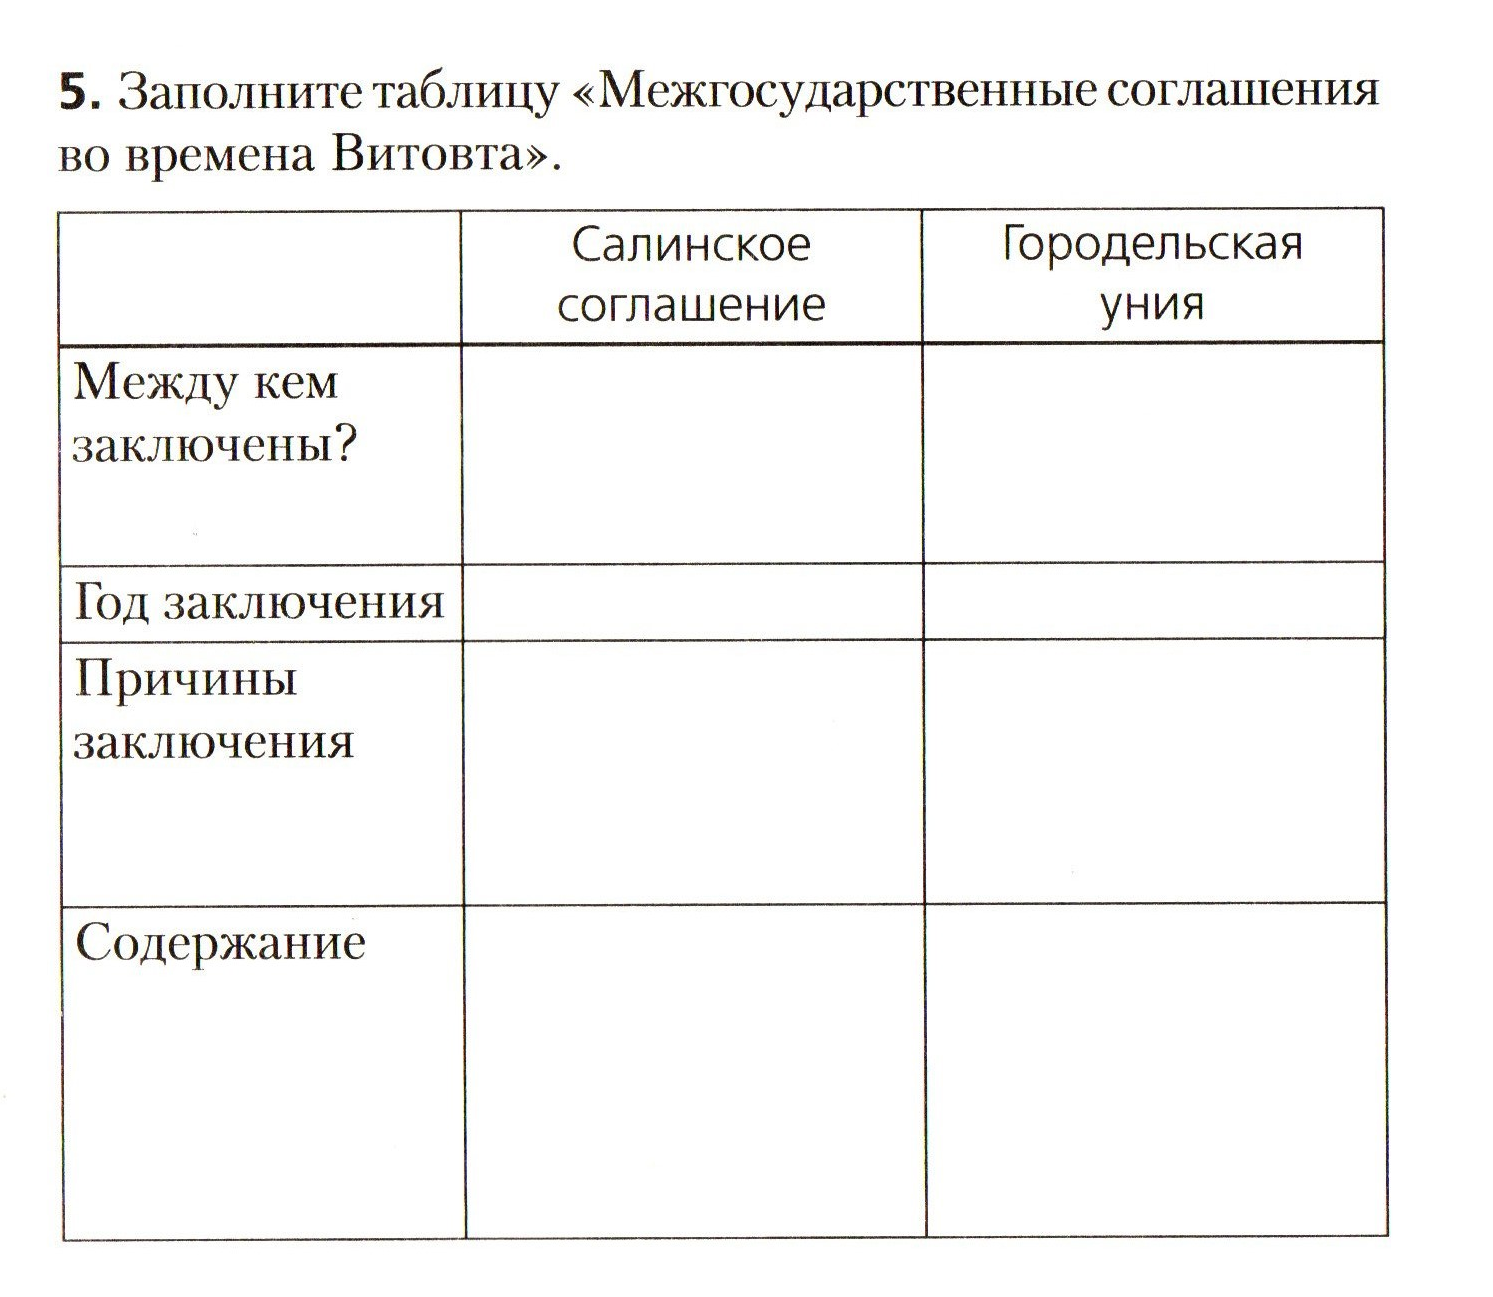 5. Заполните таблицу «Межгосударственные соглашения
во времена Витовта».
Салинское
соглашение
Городельская
уния
Между кем
заключены?
Год заключения
Причины
заключения
Содержание